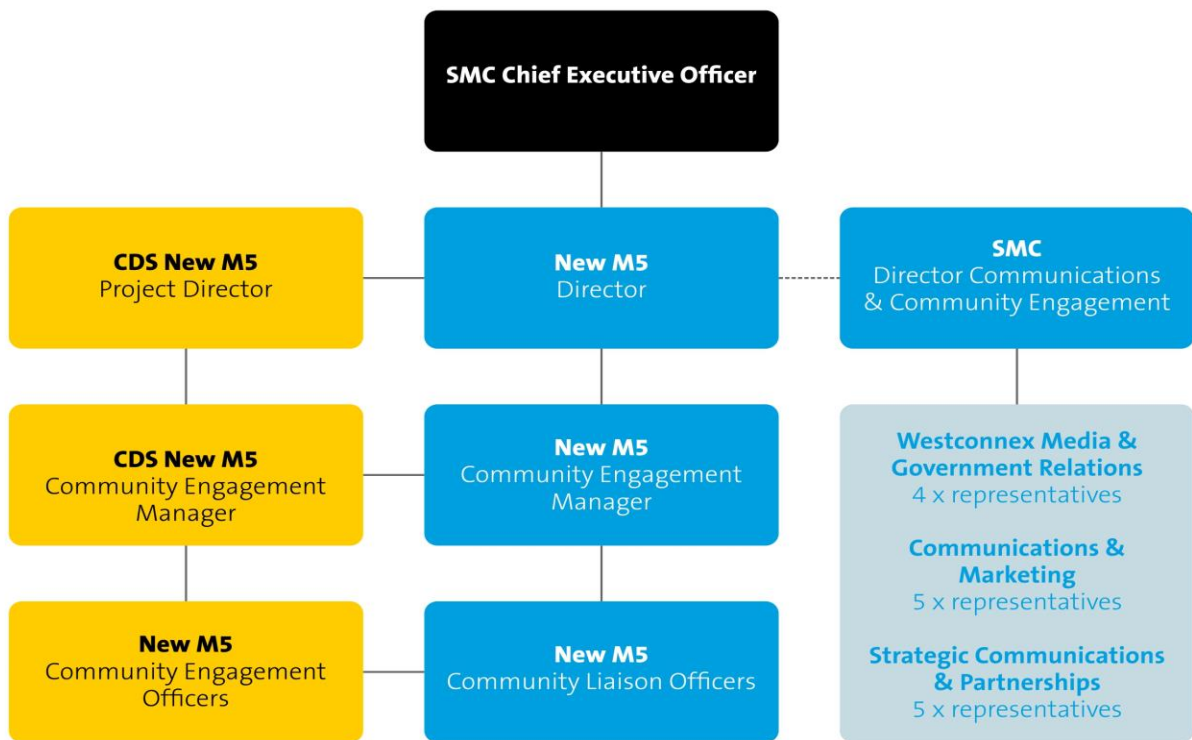 SMC Chief Executive Officer
CDS New M5
Project Director
New M5
Director
SMC
Director Communications
& Community Engagement
CDS New M5
Community Engagement
Manager
New M5
Community Engagement
Manager
Westconnex Media &
Government Relations
4 x representatives
Communications &
Marketing
5 x representatives
Strategic Communications
& Partnerships
5 x representatives
New M5
Community Engagement
Officers
New M5
Community Liaison Officers